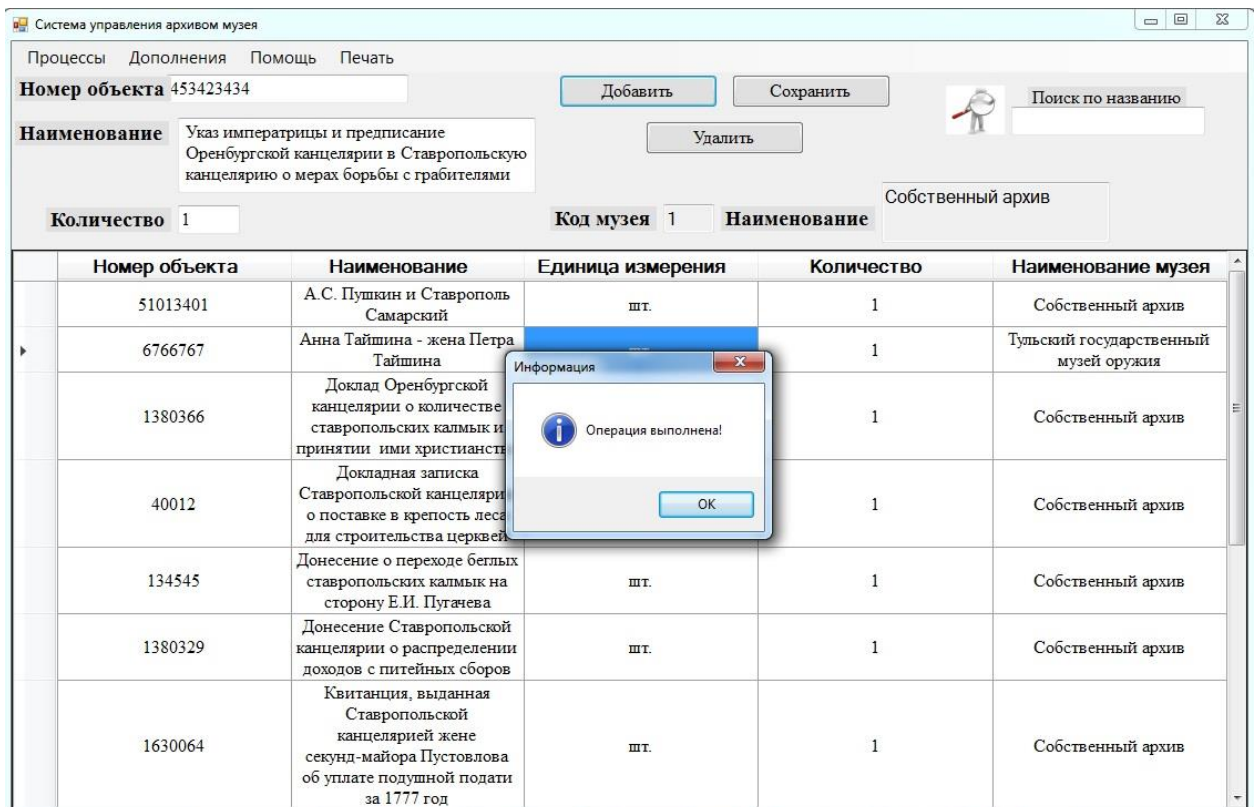 Система управления архивом музея
Процессы Дополнения Помощь Печать
Номер объекта 453423434
Добавить Сохранить
Поиск по названию
Наименование
Указ императрицы и предписание
Оренбургской канцелярии в Ставропольскую
канцелярию о мерах борьбы с грабителями
Удалить
Количество 1
Код музея 1 Наименование
Собственный архив
Номер объекта Наименование Единица измерения Количество Наименование музея
51013401
А.С. Пушкин и Ставрополь
Самарский
шт. 1 Собственный архив
6766767
Анна Тайшина - жена Петра
Тайшина
1
Тульский государственный
музей оружия
1380366
Доклад Оренбургской
канцелярии о количестве
ставропольских калмык и
принятии ими христианств
1 Собственный архив
Информация
Операция выполнена!
OK
40012
Докладная записка
Ставропольской канцеляри
о поставке в крепость леса
для строительства церквей
1 Собственный архив
134545
Донесение о переходе беглых
ставропольских калмык на
сторону Е.И. Пугачева
шт. 1 Собственный архив
1380329
Донесение Ставропольской
канцелярии о распределении
доходов с питейных сборов
шт. 1 Собственный архив
1630064
Квитанция, выданная
Ставропольской
канцелярией жене
секунд-майора Пустовлова
об уплате подушной подати
за 1777 год
шт. 1 Собственный архив